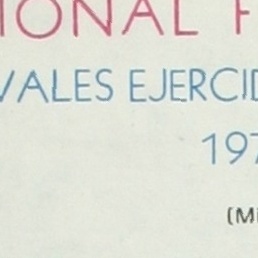 IONAL F
VALES EJERCID
197
(M